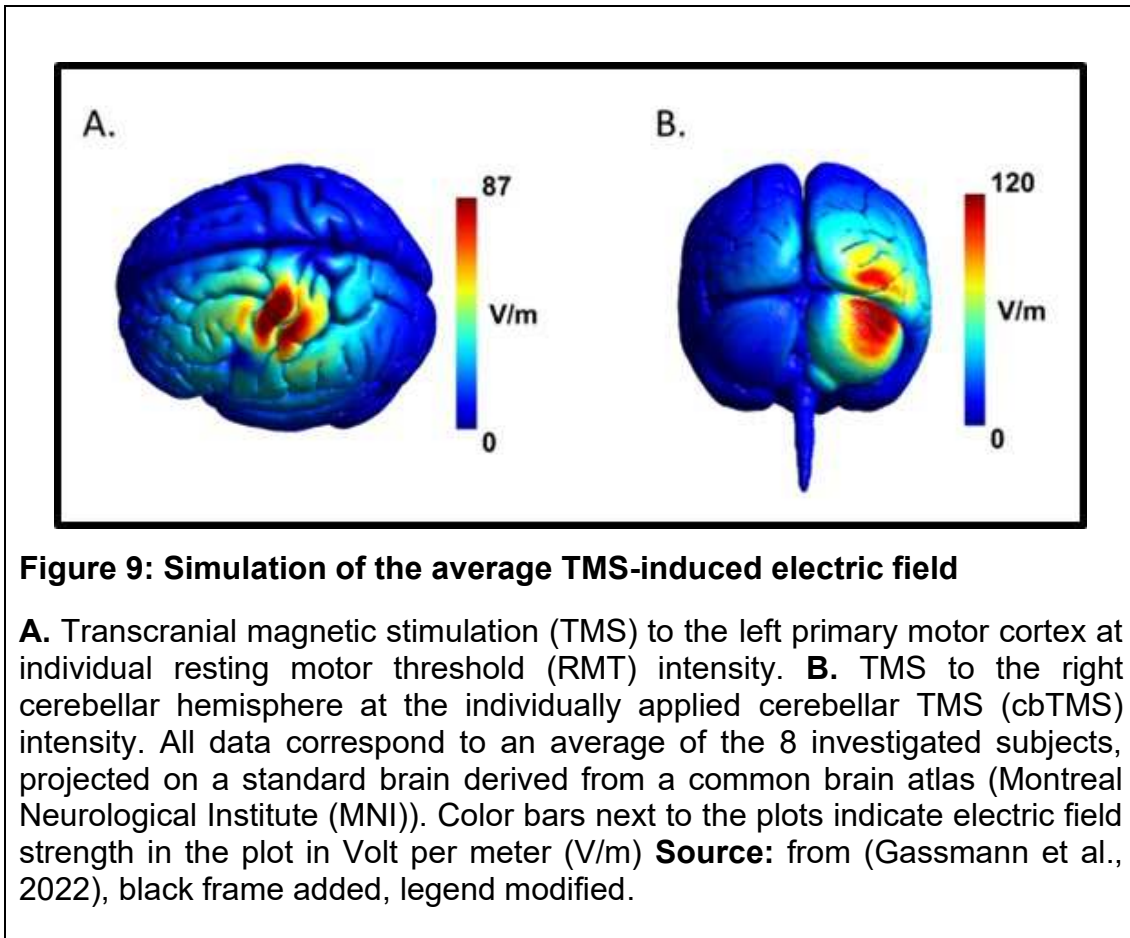 A.
B.
87
V/m
0
120
V/m
0
Figure 9: Simulation of the average TMS-induced electric field
A. Transcranial magnetic stimulation (TMS) to the left primary motor cortex at
individual resting motor threshold (RMT) intensity. B. TMS to the right
cerebellar hemisphere at the individually applied cerebellar TMS (cbTMS)
intensity. All data correspond to an average of the 8 investigated subjects,
projected on a standard brain derived from a common brain atlas (Montreal
Neurological Institute (MNI)). Color bars next to the plots indicate electric field
strength in the plot in Volt per meter (V/m) Source: from (Gassmann et al.,
2022), black frame added, legend modified.